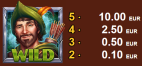 WILD
5 - 10.00 EUR
4 - 2.50 EUR
3 - 0.50 EUR
2 - 0.10 EUR